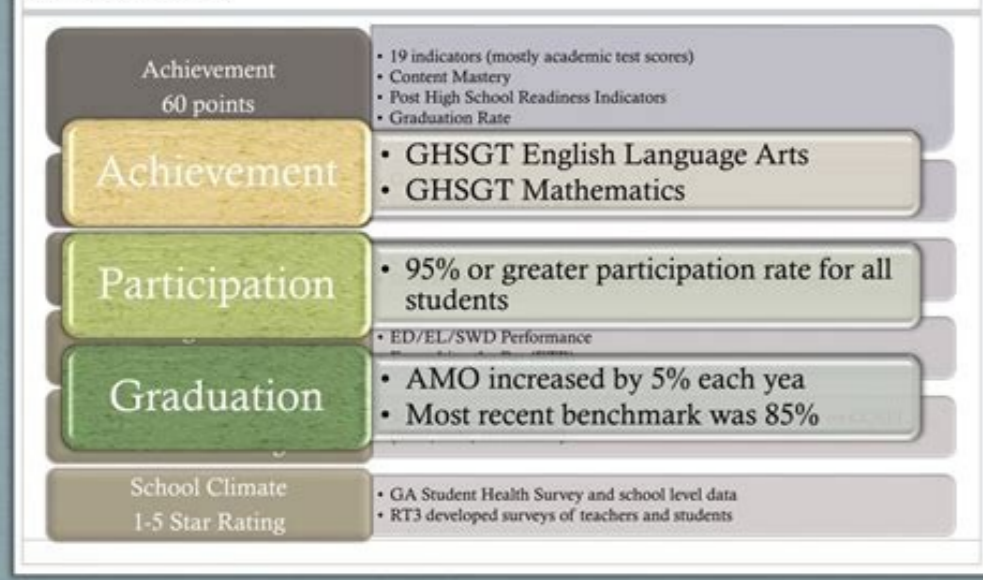 Achievement
60 points
• 19 indicators (mostly academic test scores)
• Content Mastery
• Post High School Readiness Indicators
• Graduation Rate
Achievement
• GHSGT English Language Arts
• GHSGT Mathematics
Participation
• 95% or greater participation rate for all
students
• ED/EL/SWD Performance
Graduation
• AMO increased by 5% each yea
• Most recent benchmark was 85%
School Climate
1-5 Star Rating
• GA Student Health Survey and school level data
• RT3 developed surveys of teachers and students